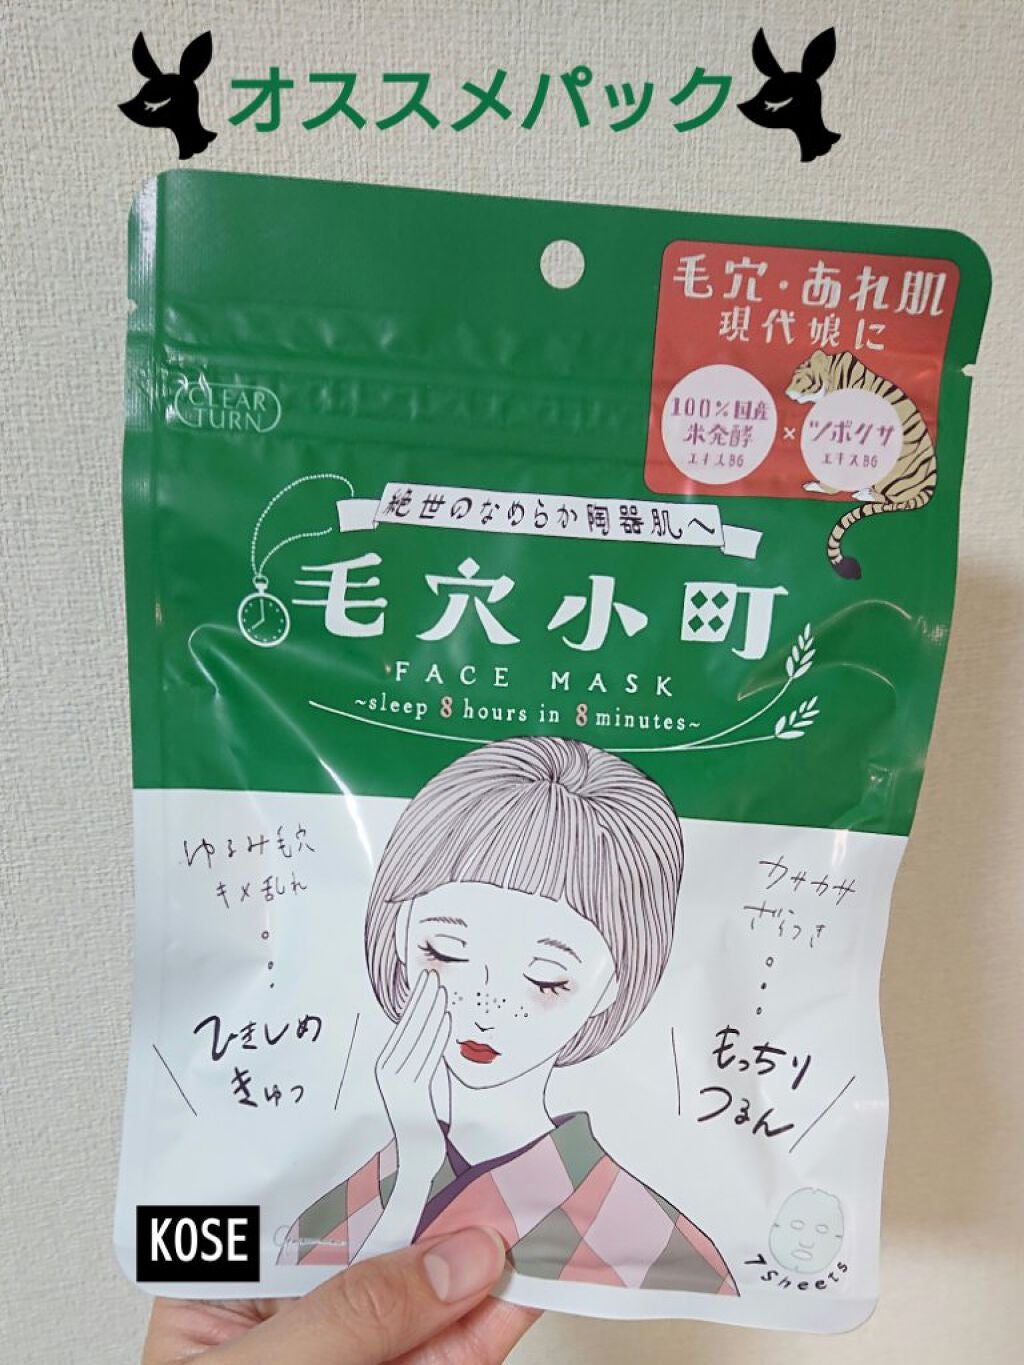 オススメパック
毛穴・あれ肌
現代娘に
100%国産
米発酵
エキスBG
×
ツボクサ
エキスBG
CLEAR
TURN
絶世のなめらか陶器肌へ
毛穴小町
FACE MASK
~sleep 8 hours in 8 minutes~
ゆるみ毛穴
キメ乱れ
ひきしめ
きゅっ
カサカサ
ざらつき
もっちり
つるん
KOSE
7 Sheets